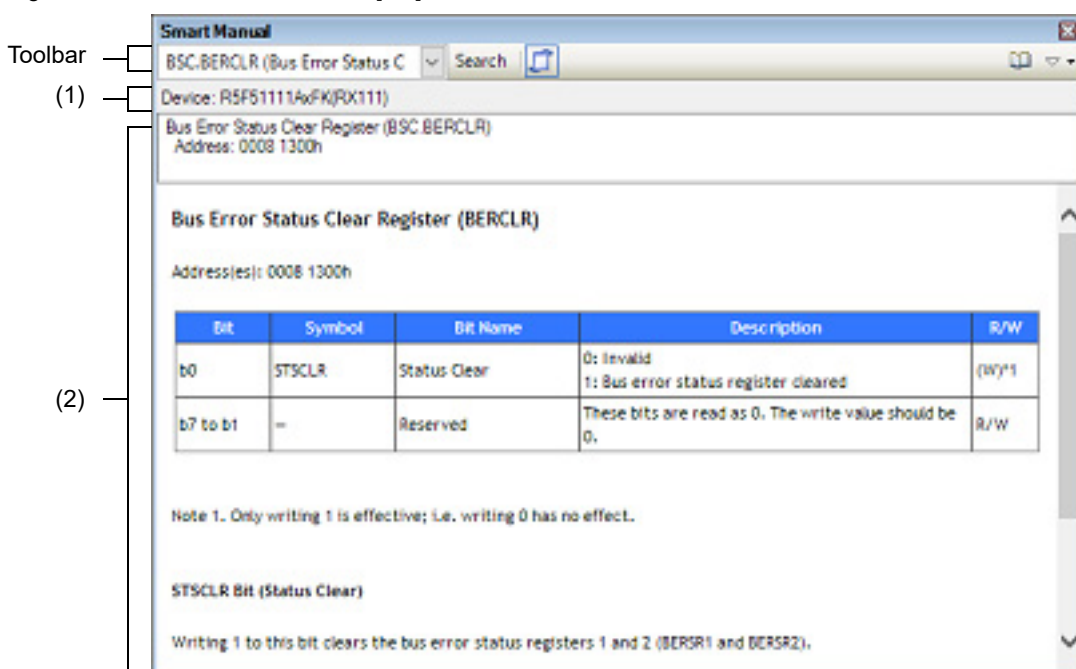 Smart Manual
Toolbar
BSC.BERCLR (Bus Error Status C
Search
(1)
Device: R5F51111AxFK(RX111)
Bus Error Status Clear Register (BSC.BERCLR)
Address: 0008 1300h
Bus Error Status Clear Register (BERCLR)
Address(es): 0008 1300h
Bit Symbol Bit Name Description R/W
b0 STSCLR Status Clear 0: Invalid (W)*1
1: Bus error status register cleared
(2)
b7 to b1 — Reserved These bits are read as 0. The write value should be R/W
0.
Note 1. Only writing 1 is effective; i.e. writing 0 has no effect.
STSCLR Bit (Status Clear)
Writing 1 to this bit clears the bus error status registers 1 and 2 (BERSR1 and BERSR2).